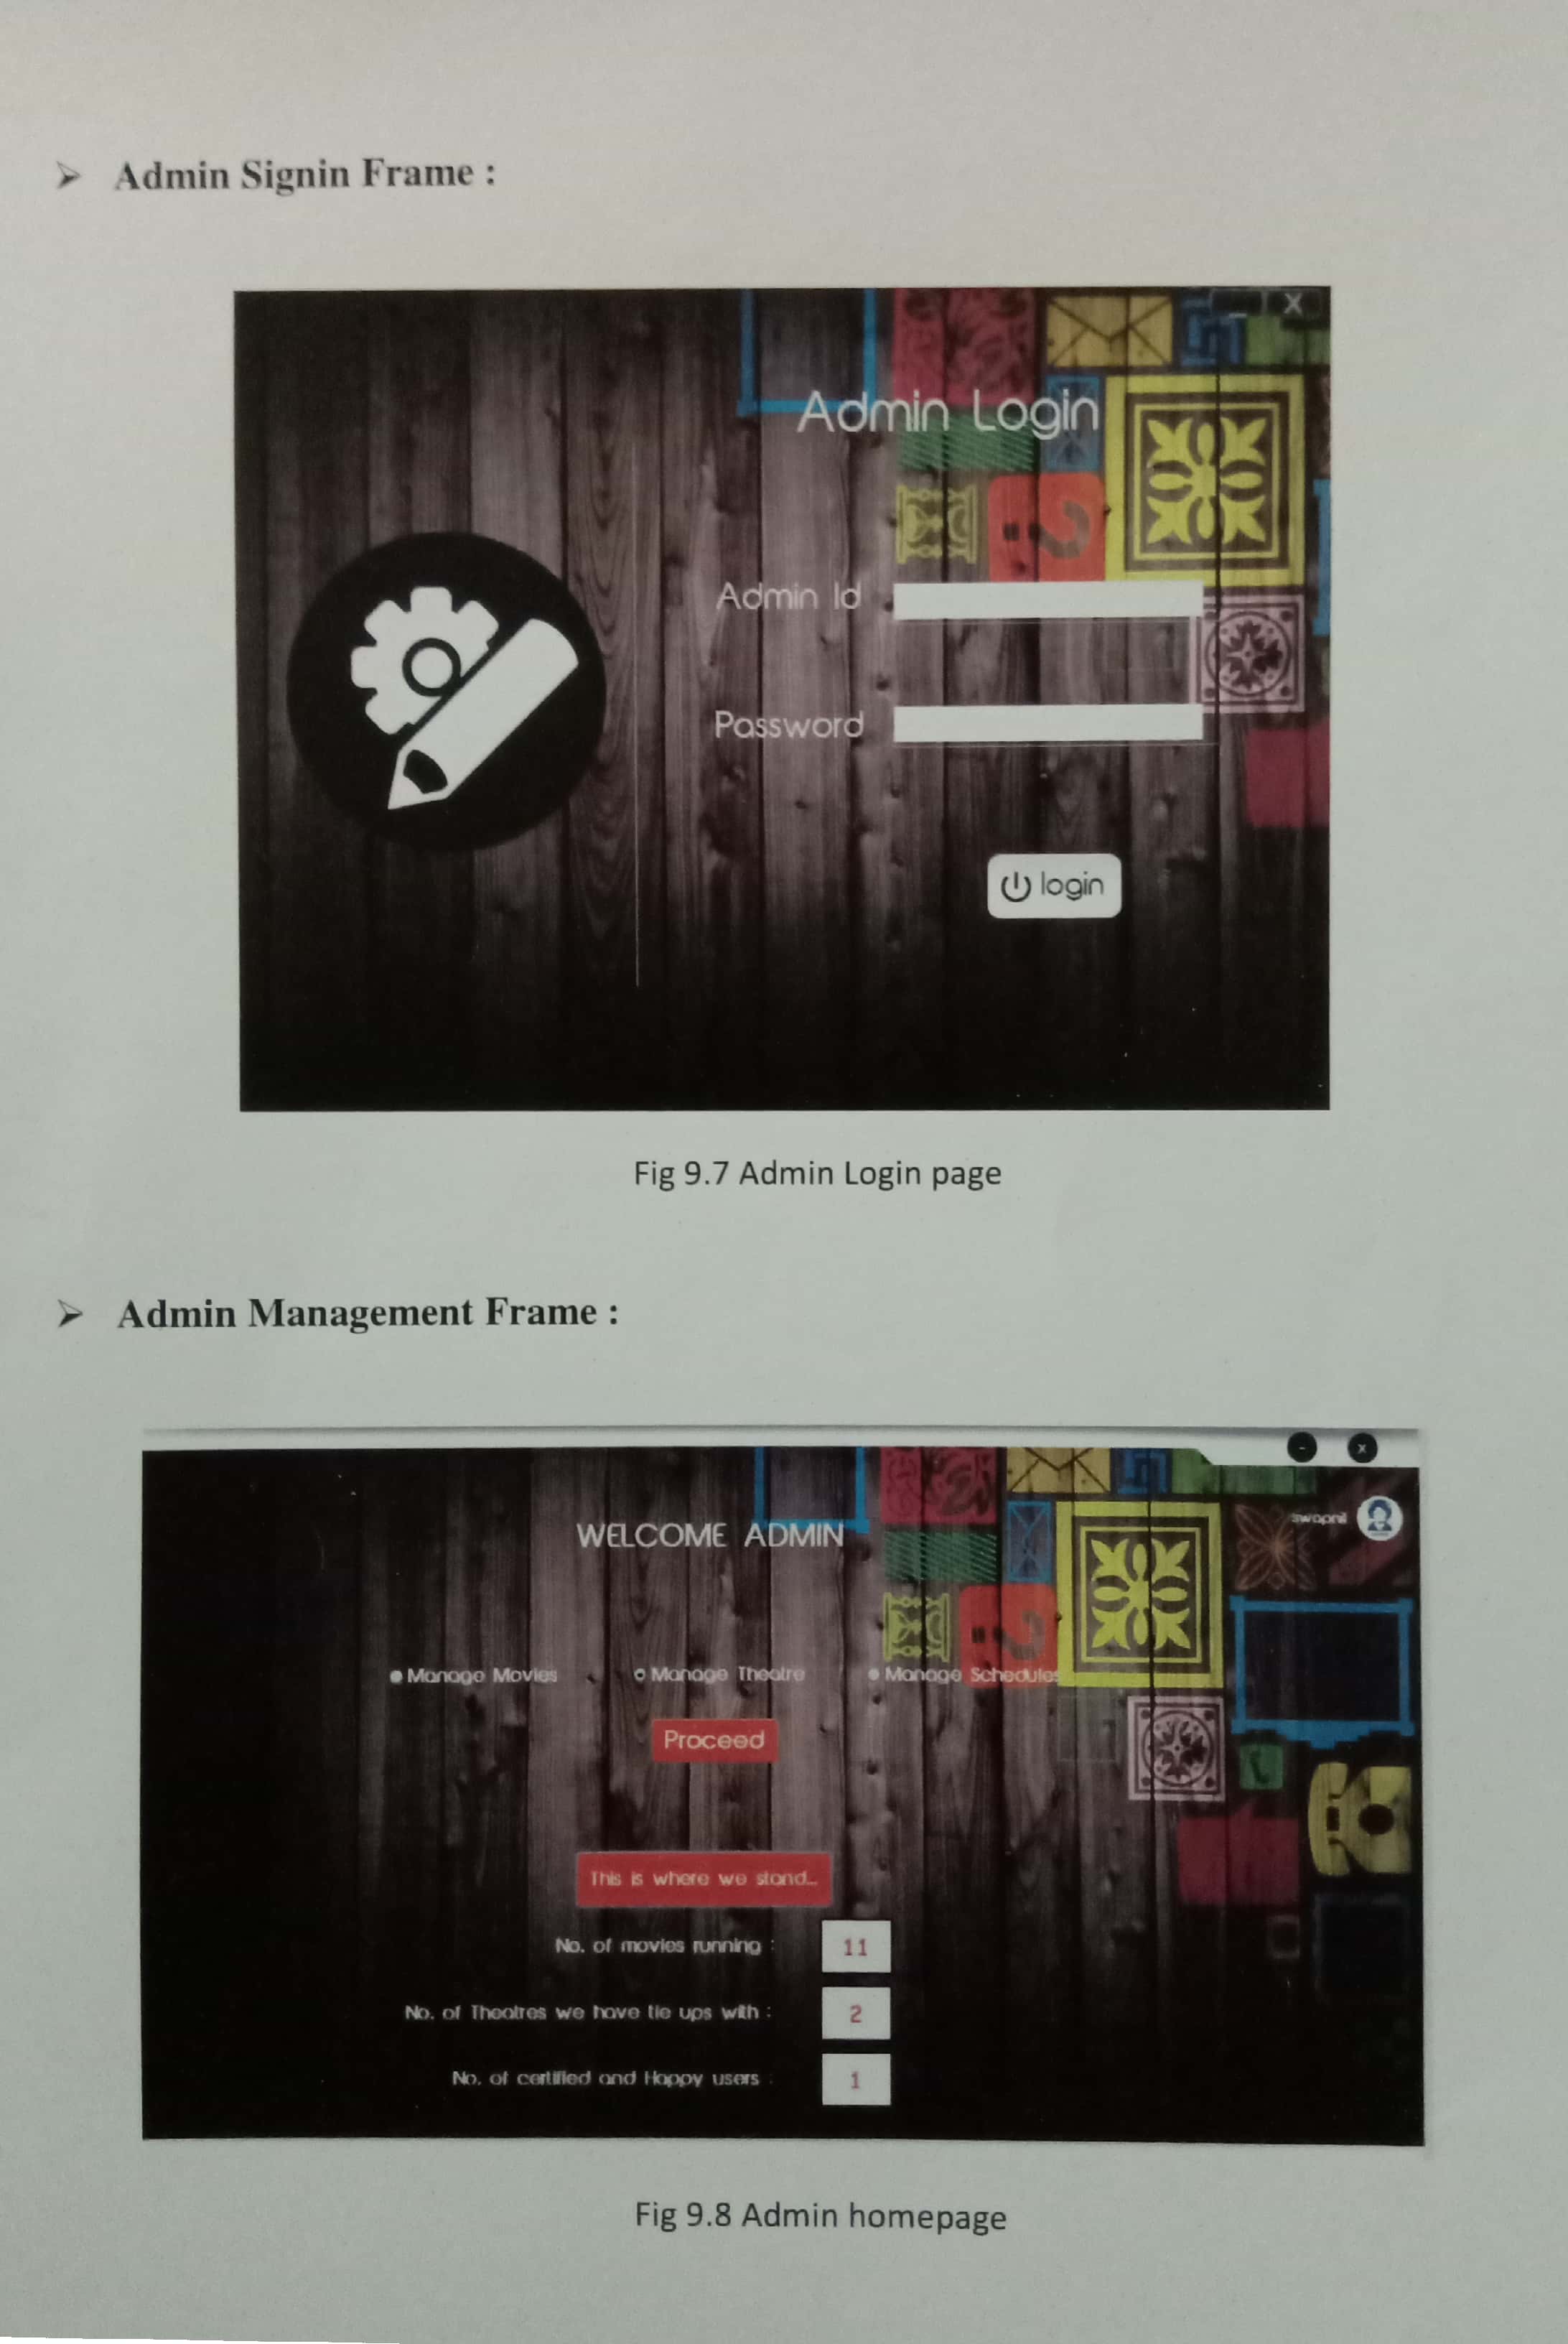 ➢ Admin Signin Frame :
X
Admin Login
Admin Id
Password
login
Fig 9.7 Admin Login page
➢ Admin Management Frame :
- x
swapnil
WELCOME ADMIN
Manage Movies Manage Theatre Manage Schedules
Proceed
This is where we stand...
No. of movies running : 11
No. of Theatres we have tie ups with : 2
No. of certified and Happy users : 1
Fig 9.8 Admin homepage